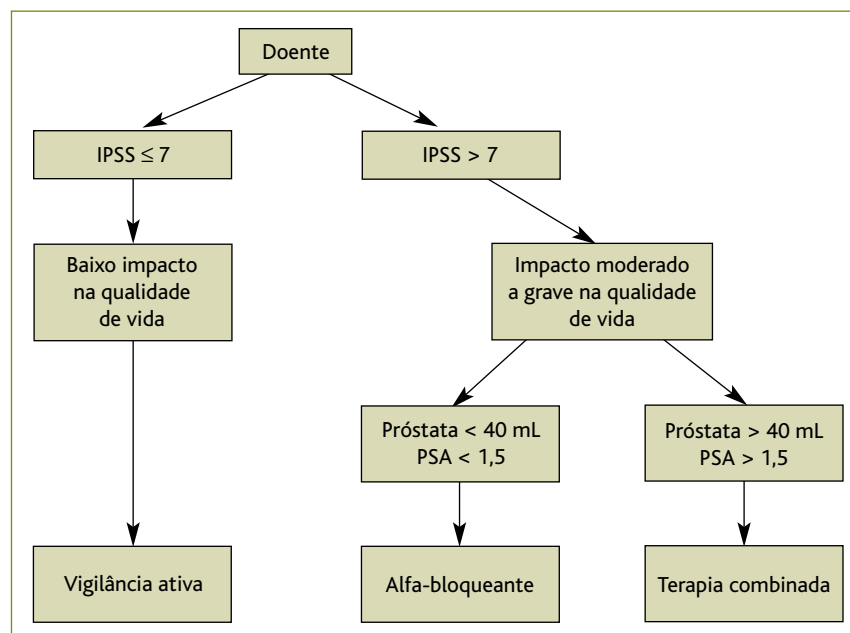 Doente
IPSS ≤ 7
IPSS > 7
Baixo impacto
na qualidade
de vida
Impacto moderado
a grave na qualidade
de vida
Próstata < 40 mL
PSA < 1,5
Próstata > 40 mL
PSA > 1,5
Vigilância ativa
Alfa-bloqueante
Terapia combinada